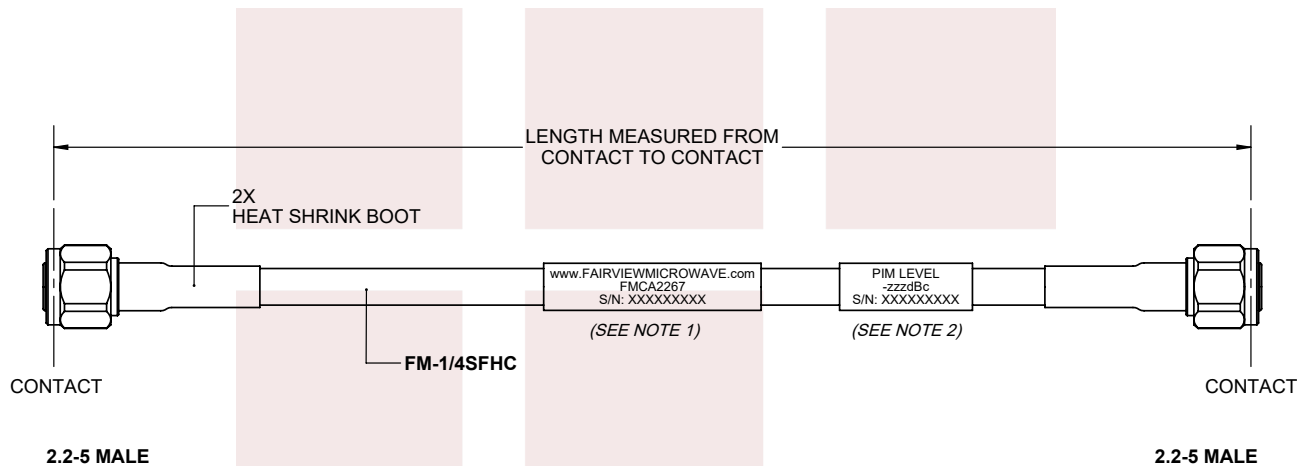 LENGTH MEASURED FROM
CONTACT TO CONTACT
2X
HEAT SHRINK BOOT
www.FAIRVIEWMICROWAVE.com
FMCA2267
S/N: XXXXXXXXX
PIM LEVEL
-zzzdBc
S/N: XXXXXXXXX
(SEE NOTE 1)
(SEE NOTE 2)
FM-1/4SFHC
CONTACT
CONTACT
2.2-5 MALE
2.2-5 MALE